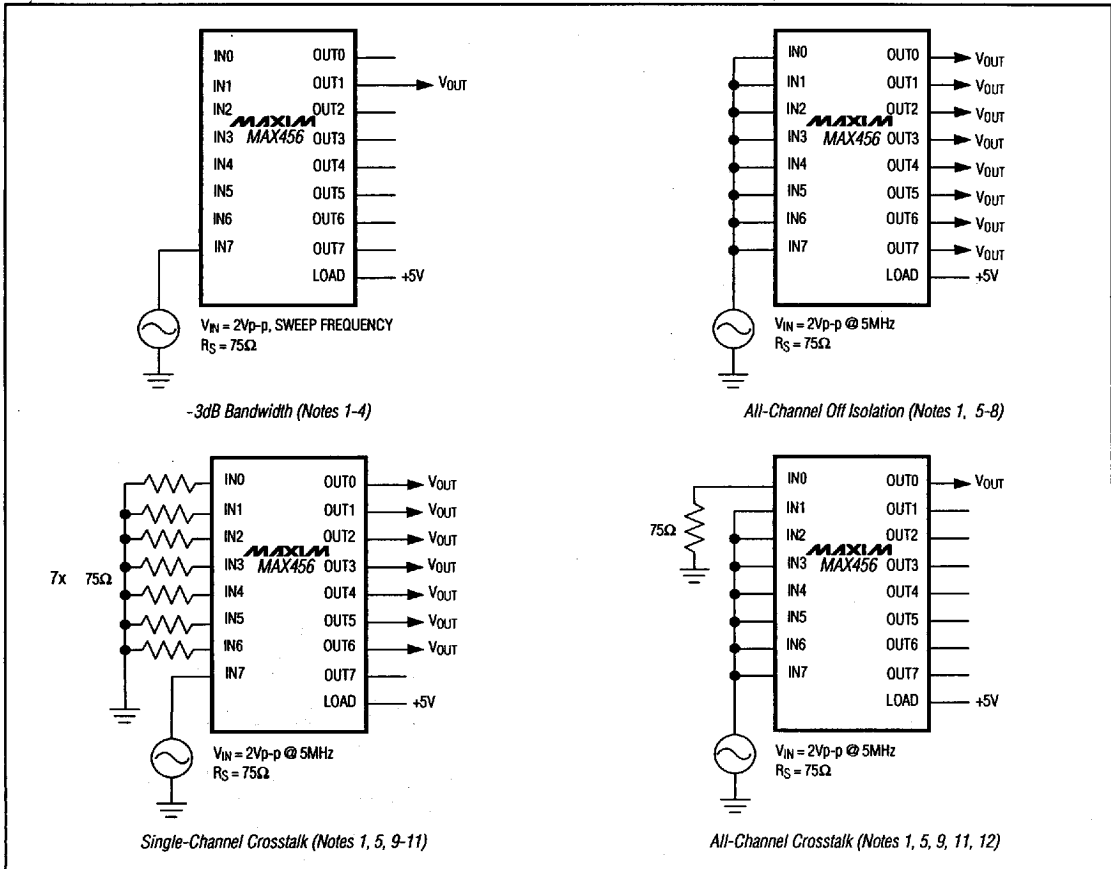 IN0 OUT0
IN1 OUT1 VOUT
IN2 OUT2
MAXIM
IN3 MAX456 OUT3
IN4 OUT4
IN5 OUT5
IN6 OUT6
IN7 OUT7
LOAD +5V
VIN = 2Vp-p, SWEEP FREQUENCY
RS = 75Ω
-3dB Bandwidth (Notes 1-4)
IN0 OUT0 VOUT
IN1 OUT1 VOUT
IN2 OUT2 VOUT
MAXIM
IN3 MAX456 OUT3 VOUT
IN4 OUT4 VOUT
IN5 OUT5 VOUT
IN6 OUT6 VOUT
IN7 OUT7 VOUT
LOAD +5V
VIN = 2Vp-p @ 5MHz
RS = 75Ω
All-Channel Off Isolation (Notes 1, 5-8)
IN0 OUT0 VOUT
IN1 OUT1 VOUT
IN2 OUT2 VOUT
MAXIM
IN3 MAX456 OUT3 VOUT
7x 75Ω
IN4 OUT4 VOUT
IN5 OUT5 VOUT
IN6 OUT6 VOUT
IN7 OUT7
LOAD +5V
VIN = 2Vp-p @ 5MHz
RS = 75Ω
Single-Channel Crosstalk (Notes 1, 5, 9-11)
IN0 OUT0 VOUT
IN1 OUT1
75Ω
IN2 OUT2
MAXIM
IN3 MAX456 OUT3
IN4 OUT4
IN5 OUT5
IN6 OUT6
IN7 OUT7
LOAD +5V
VIN = 2Vp-p @ 5MHz
RS = 75Ω
All-Channel Crosstalk (Notes 1, 5, 9, 11, 12)